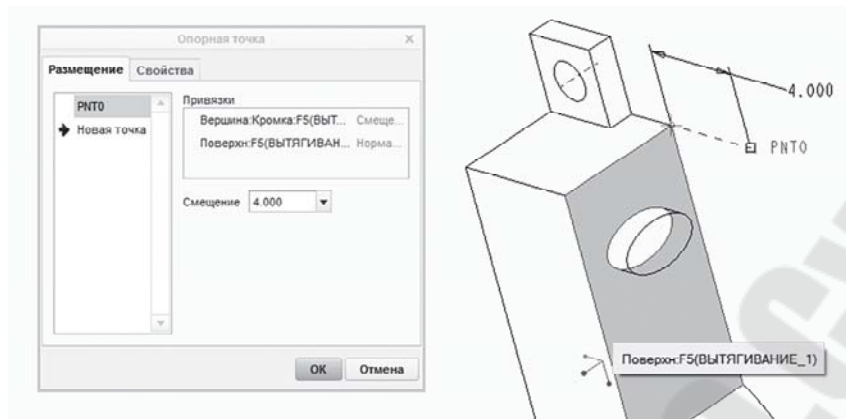 Опорная точка
Размещение Свойства
PNT0
Новая точка
Привязки
Вершина:Кромка:F5(ВЫТ... Смеще...
Поверхн:F5(ВЫТЯГИВАН... Норма...
Смещение 4.000
ОК Отмена
4.000
PNT0
Поверхн:F5(ВЫТЯГИВАНИЕ_1)